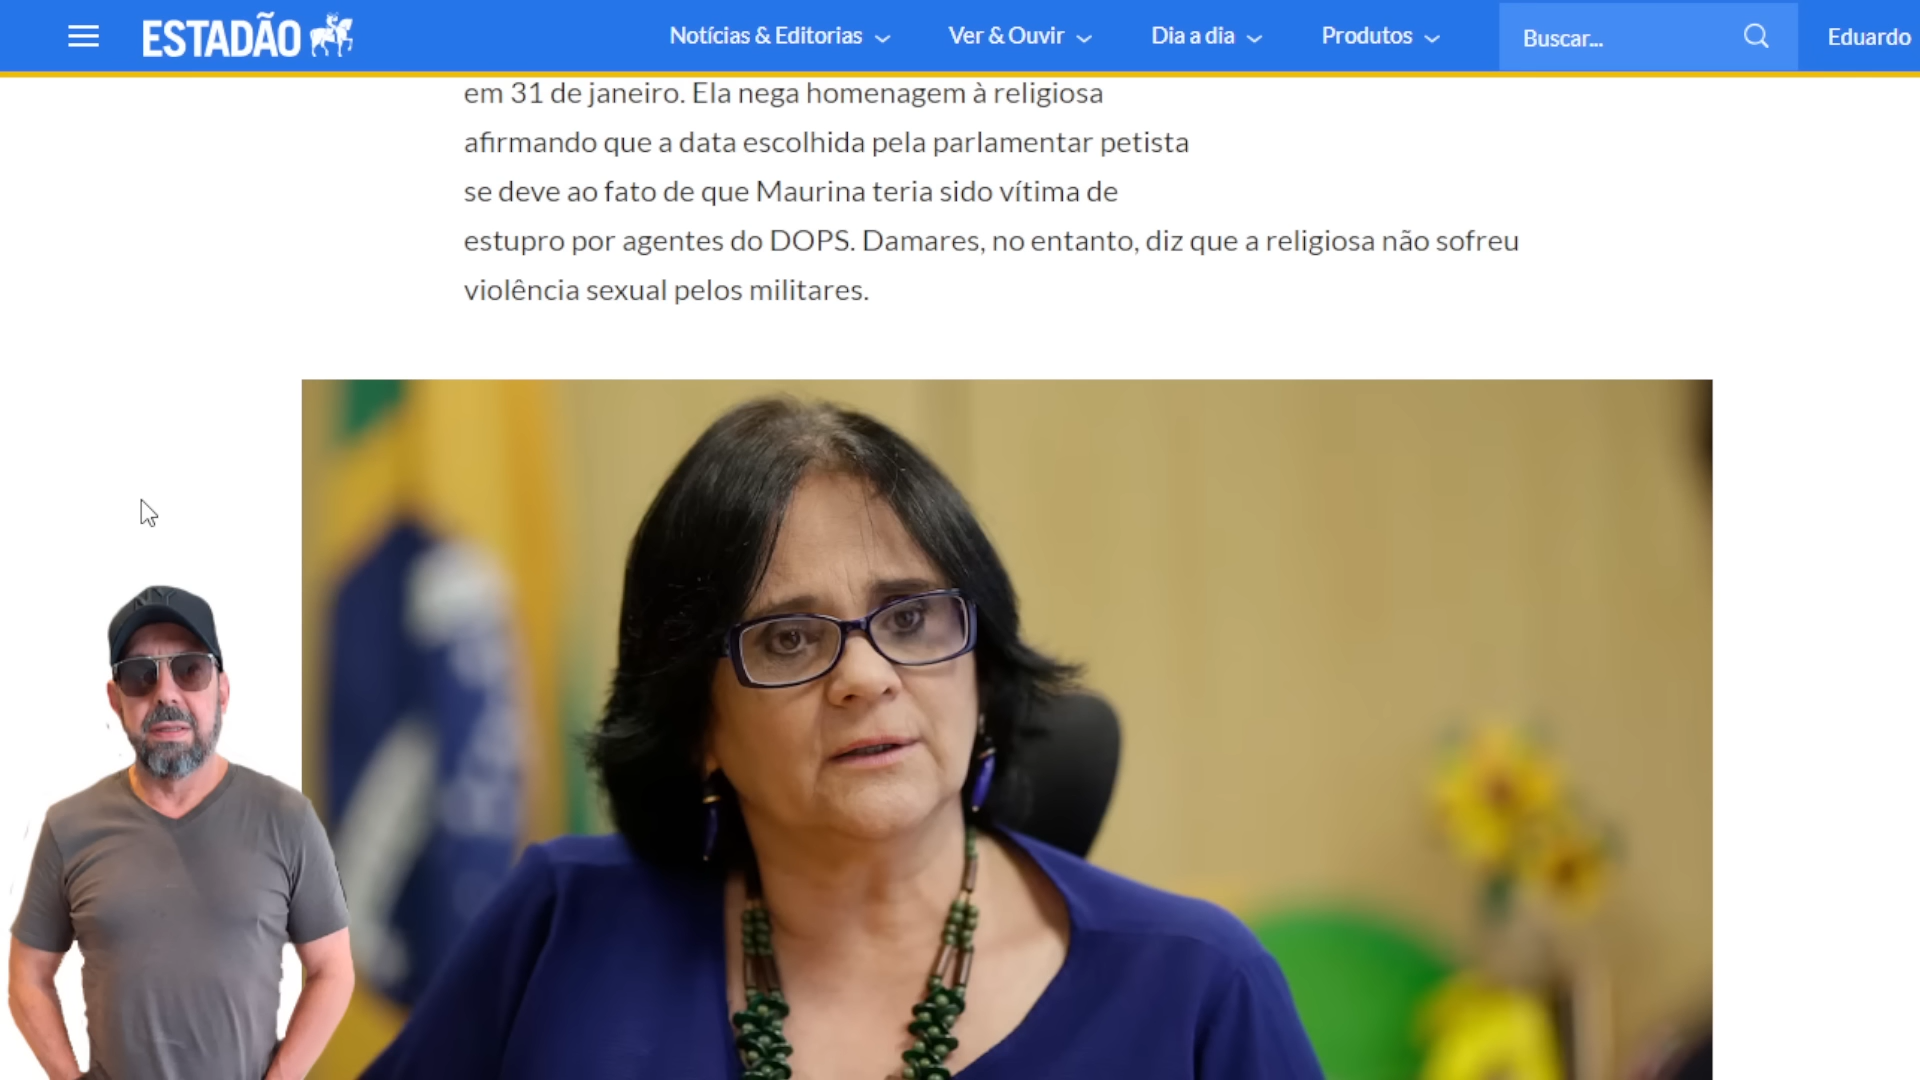 ESTADÃO
Notícias & Editorias
Ver & Ouvir
Dia a dia
Produtos
Buscar...
Eduardo
em 31 de janeiro. Ela nega homenagem à religiosa
afirmando que a data escolhida pela parlamentar petista
se deve ao fato de que Maurina teria sido vítima de
estupro por agentes do DOPS. Damares, no entanto, diz que a religiosa não sofreu
violência sexual pelos militares.